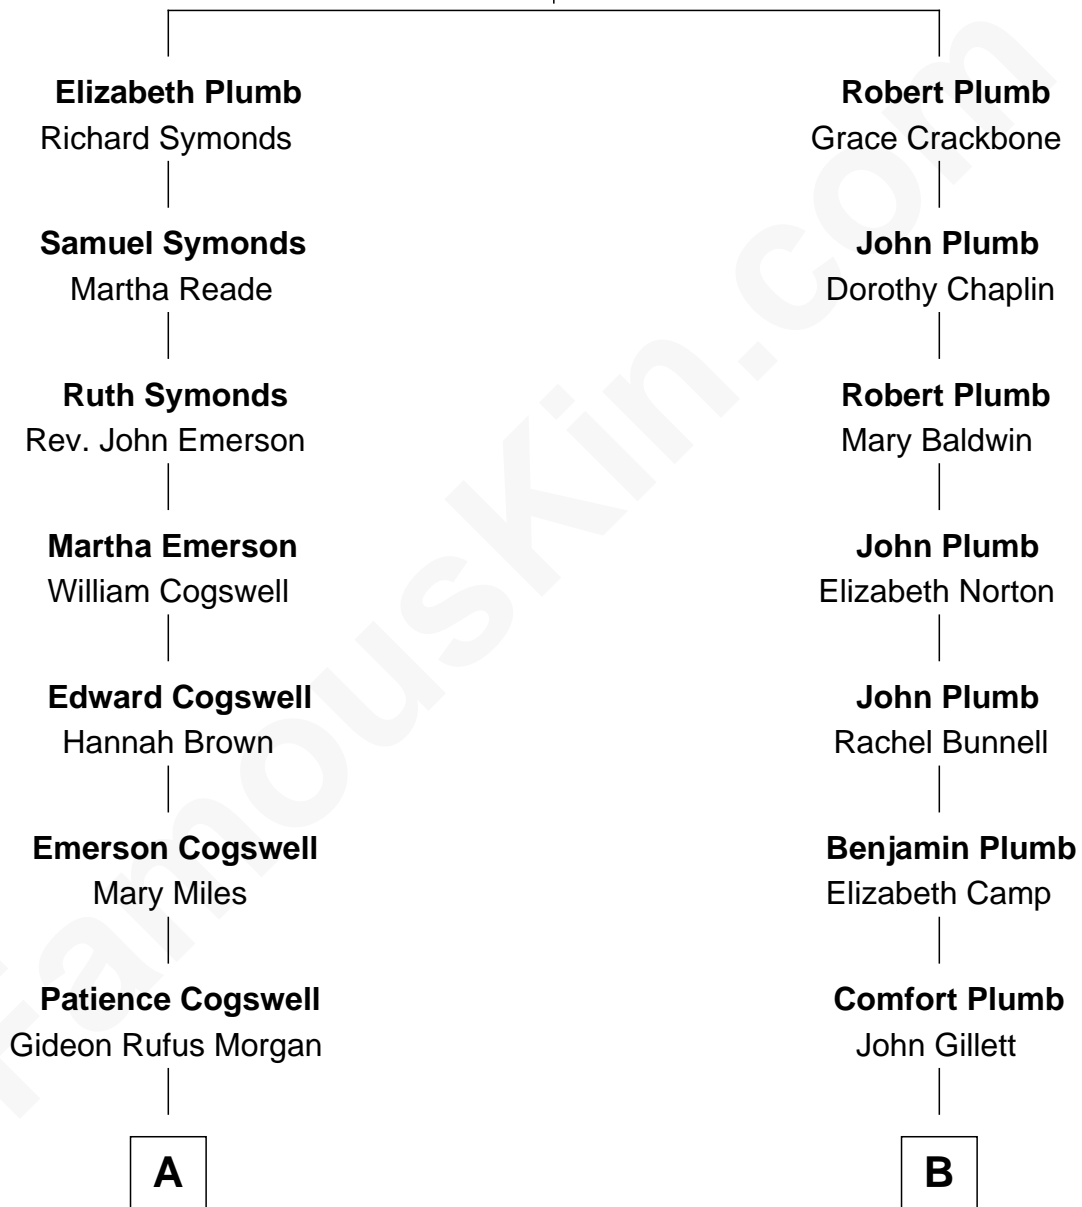 Elizabeth Plumb
Richard Symonds
Robert Plumb
Grace Crackbone
Samuel Symonds
Martha Reade
John Plumb
Dorothy Chaplin
Ruth Symonds
Rev. John Emerson
Robert Plumb
Mary Baldwin
Martha Emerson
William Cogswell
John Plumb
Elizabeth Norton
Edward Cogswell
Hannah Brown
John Plumb
Rachel Bunnell
Emerson Cogswell
Mary Miles
Benjamin Plumb
Elizabeth Camp
Patience Cogswell
Gideon Rufus Morgan
Comfort Plumb
John Gillett
A
B
FamousKin.com